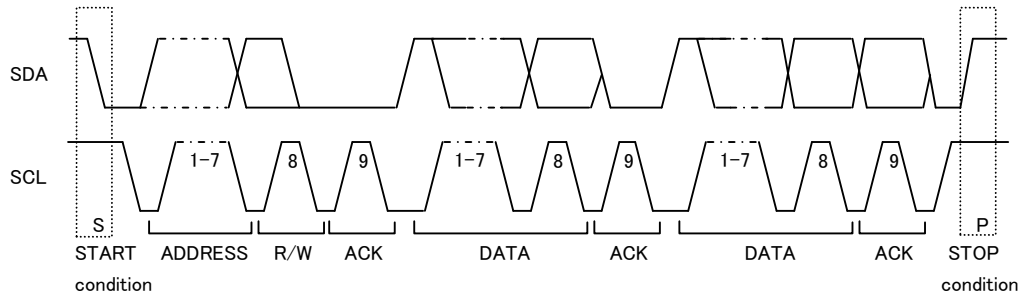 SDA
1-7 8 9 1-7 8 9 1-7 8 9
SCL
S P
START ADDRESS R/W ACK DATA ACK DATA ACK STOP
condition condition